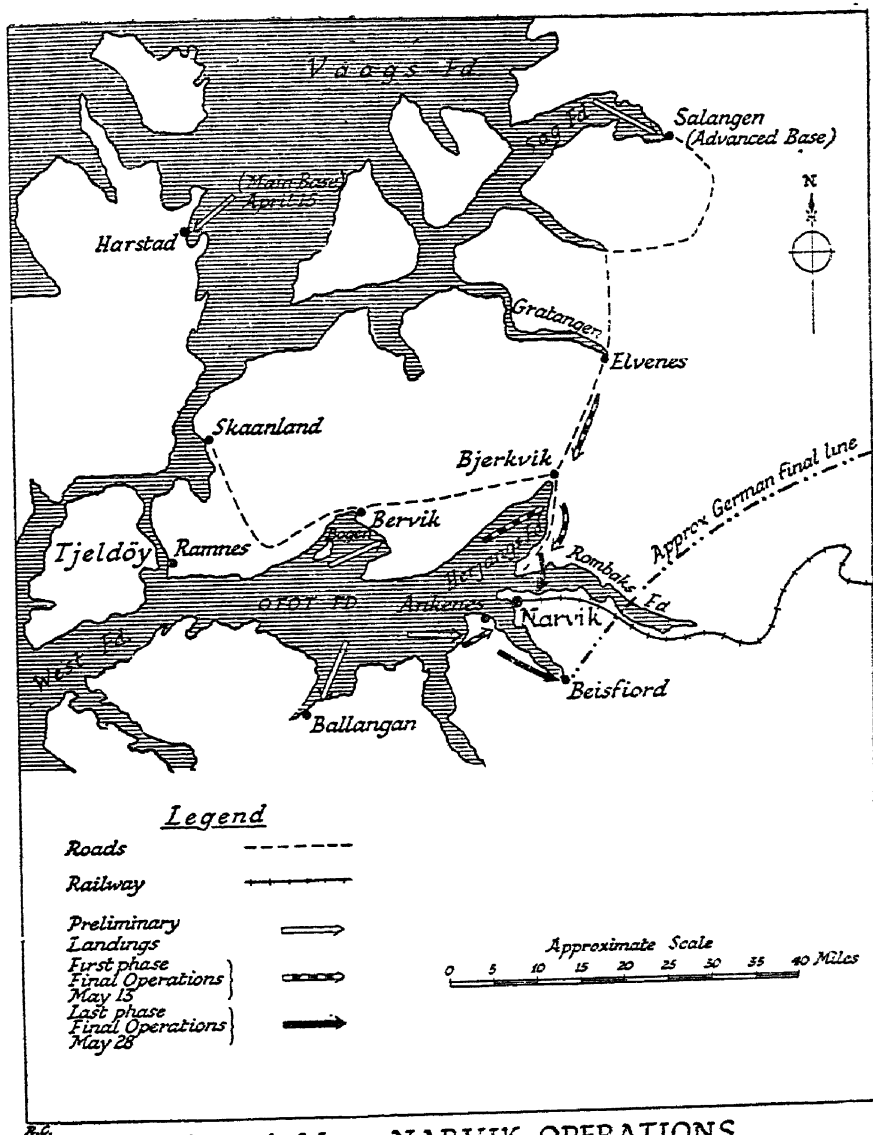 Vaags Fd.
Sag Fd
Salangen
(Advanced Base)
N
(Main Base)
April 15
Harstad
Gratangen
Elvenes
Skaanland
Bjerkvik
Approx German final line
Bervik
Bogen
Herjangs Fd.
Tjeldöy
Ramnes
Rombaks
Fd
OFOT FD.
Ankenes
Narvik
West Fd.
Beisfiord
Ballangan
Legend
Roads
Railway
Preliminary
Landings
First phase
Final Operations
May 13
Last phase
Final Operations
May 28
Approximate Scale
0 5 10 15 20 25 30 35 40 Miles
R.C.
NARVIK OPERATIONS